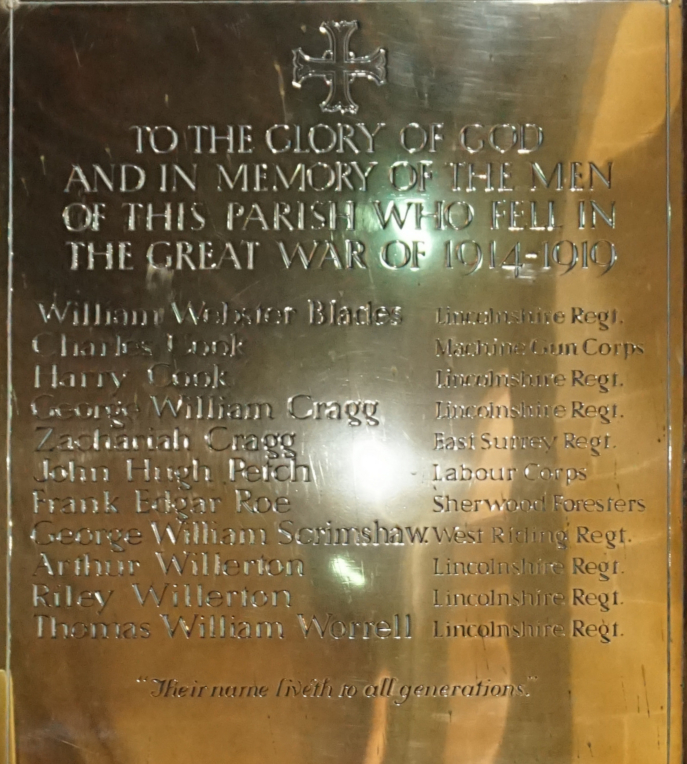 TO THE GLORY OF GOD
AND IN MEMORY OF THE MEN
OF THIS PARISH WHO FELL IN
THE GREAT WAR OF 1914-1919
William Webster Blades Lincolnshire Regt.
Charles Cook Machine Gun Corps
Harry Cook Lincolnshire Regt.
George William Cragg Lincolnshire Regt.
Zachariah Cragg East Surrey Regt.
John Hugh Petch Labour Corps
Frank Edgar Roe Sherwood Foresters
George William Scrimshaw. West Riding Regt.
Arthur Willerton Lincolnshire Regt.
Riley Willerton Lincolnshire Regt.
Thomas William Worrell Lincolnshire Regt.
"Their name liveth to all generations."